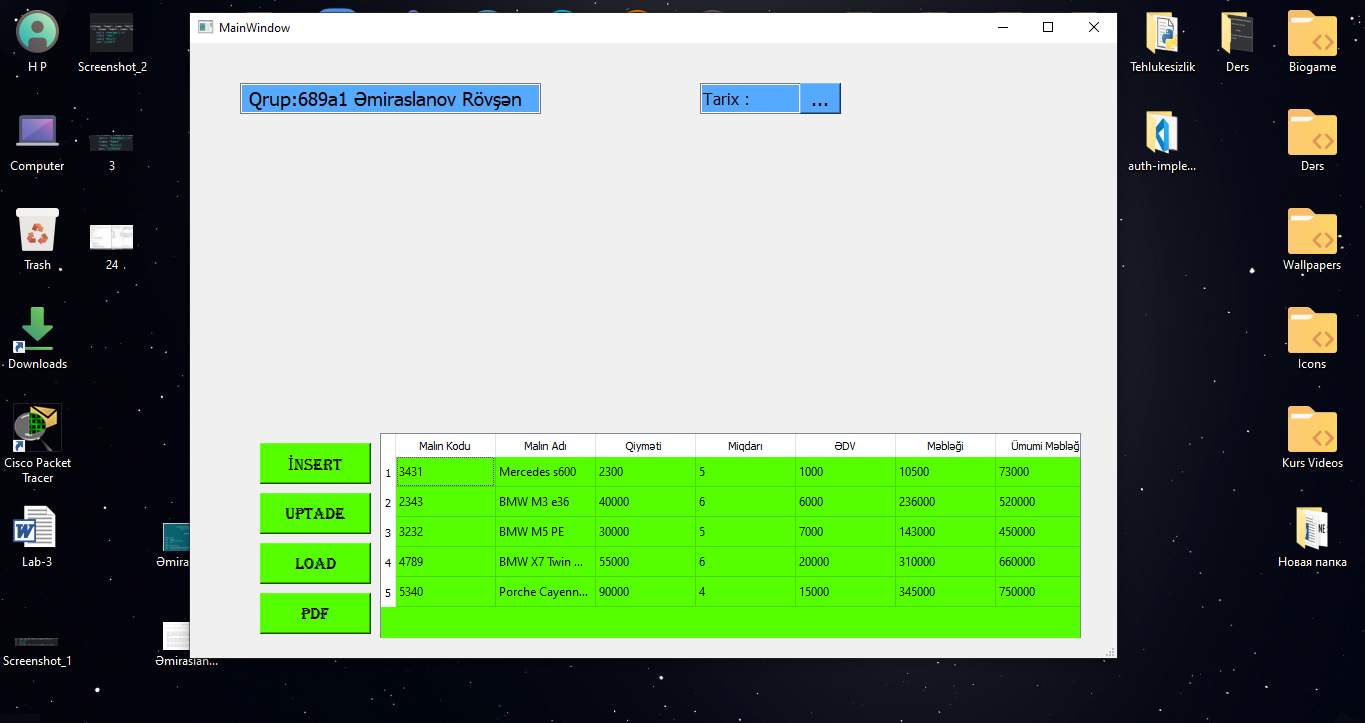 MainWindow
Qrup:689a1 Əmiraslanov Rövşən
Tarix :
...
İNSERT
UPTADE
LOAD
PDF
Malın Kodu Malın Adı Qiyməti Miqdarı ƏDV Məbləği Ümumi Məbləğ
1 3431 Mercedes s600 2300 5 1000 10500 73000
2 2343 BMW M3 e36 40000 6 6000 236000 520000
3 3232 BMW M5 PE 30000 5 7000 143000 450000
4 4789 BMW X7 Twin ... 55000 6 20000 310000 660000
5 5340 Porche Cayenn... 90000 4 15000 345000 750000
H P
Screenshot_2
Computer
3
Trash
24
Downloads
Cisco Packet
Tracer
Lab-3
Əmira
Screenshot_1
Əmiraslan...
Tehlukesizlik
Ders
Biogame
auth-imple...
Dərs
Wallpapers
Icons
Kurs Videos
NE
Новая папка